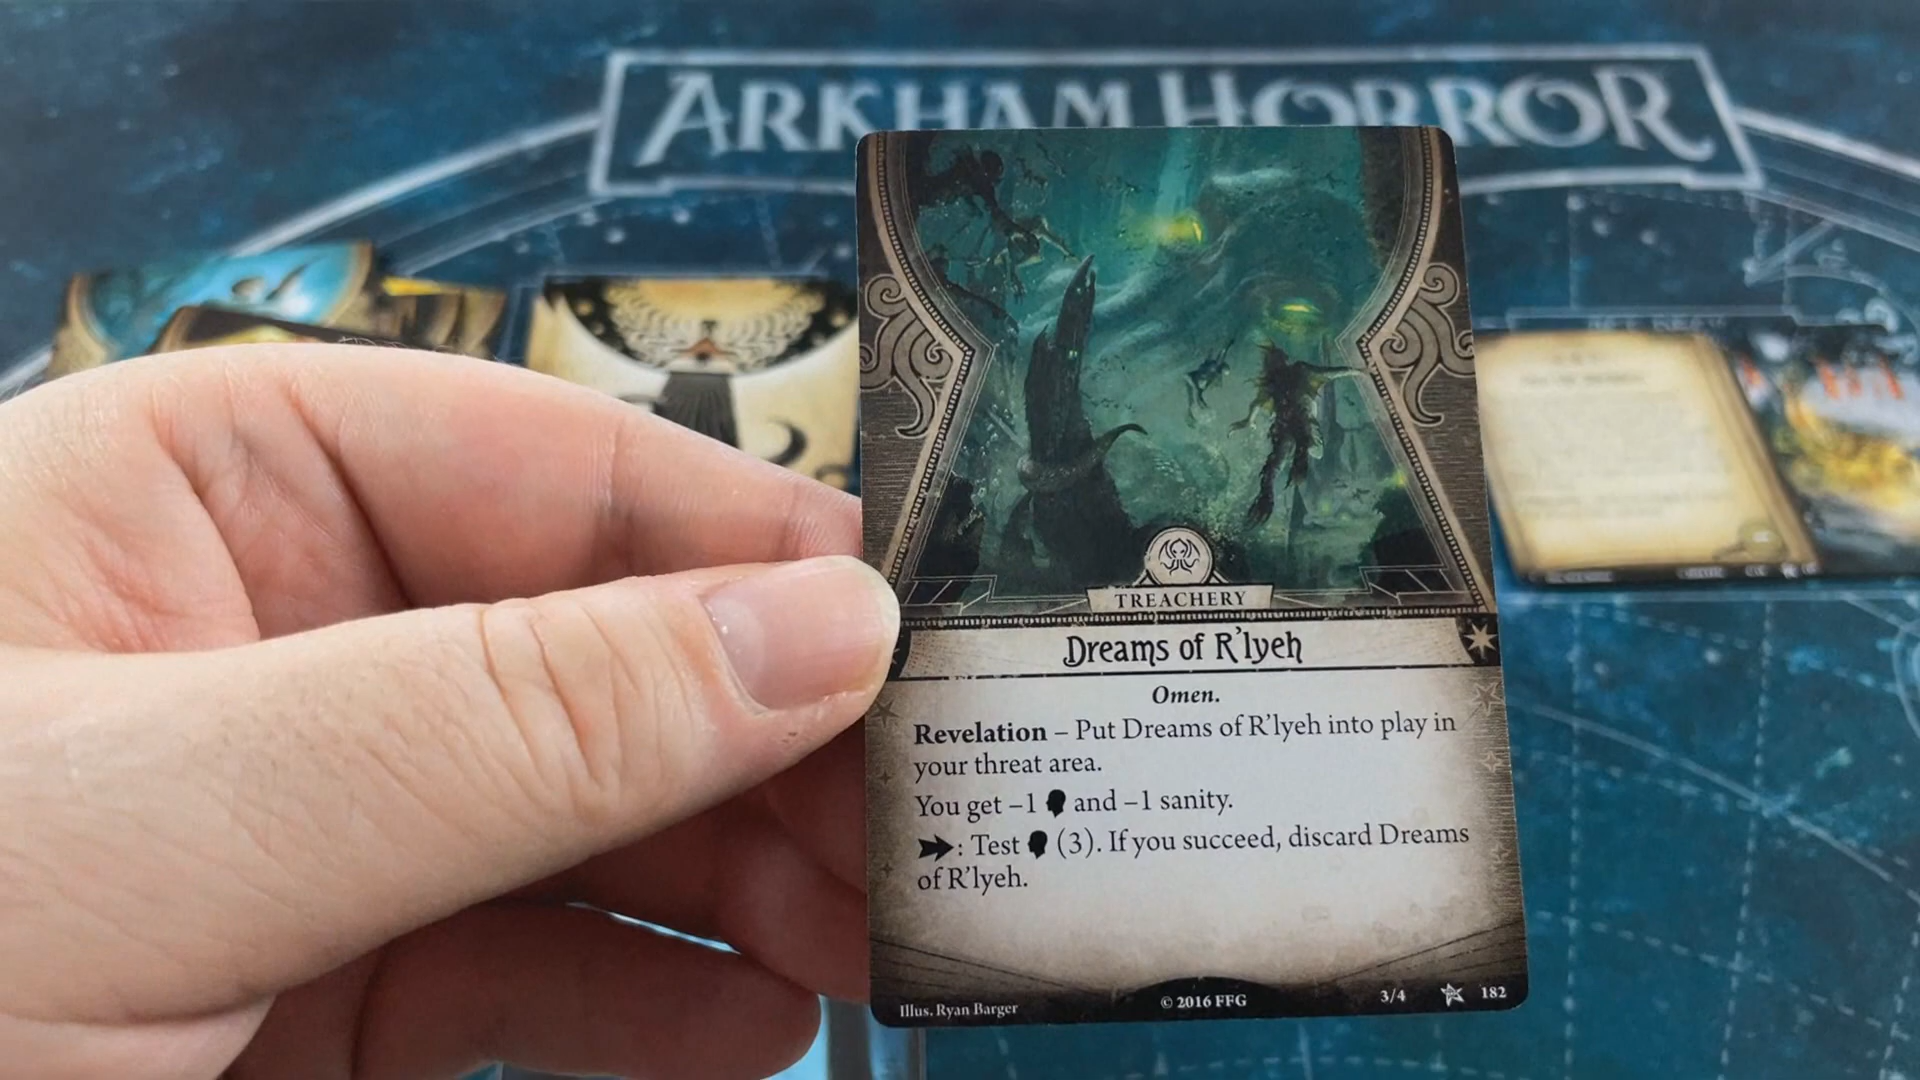 ARKHAM HORROR
TREACHERY
Dreams of R'lyeh
Omen.
Revelation – Put Dreams of R'lyeh into play in
your threat area.
You get –1 and –1 sanity.
: Test (3). If you succeed, discard Dreams
of R'lyeh.
Illus. Ryan Barger
© 2016 FFG
3/4
182